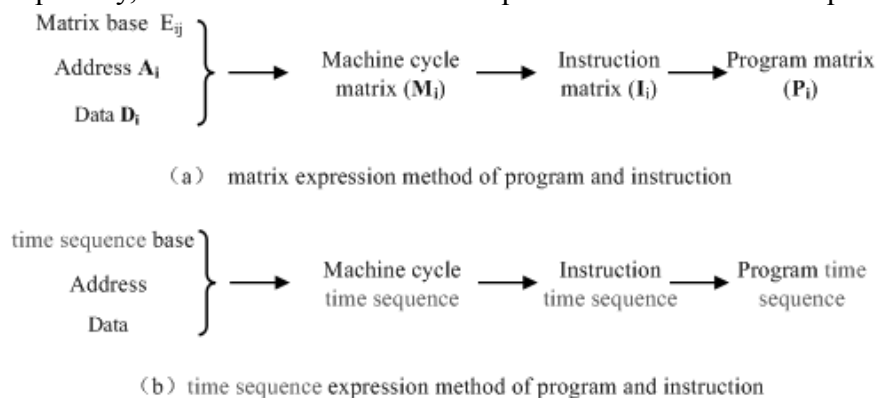 Matrix base E_ij
Address A_i
Data D_i
Machine cycle
matrix (M_i)
Instruction
matrix (I_i)
Program matrix
(P_i)
(a) matrix expression method of program and instruction
time sequence base
Address
Data
Machine cycle
time sequence
Instruction
time sequence
Program time
sequence
(b) time sequence expression method of program and instruction